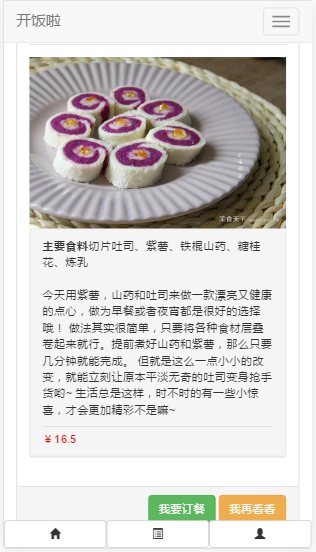 开饭啦
美食天下
主要食料切片吐司、紫薯、铁棍山药、糖桂
花、炼乳
今天用紫薯，山药和吐司来做一款漂亮又健康
的点心，做为早餐或者夜宵都是很好的选择
哦！ 做法其实很简单，只要将各种食材层叠
卷起来就行。提前煮好山药和紫薯，那么只要
几分钟就能完成。 但就是这么一点小小的改
变，就能立刻让原本平淡无奇的吐司变身抢手
货哟~ 生活总是这样，时不时的有一些小惊
喜，才会更加精彩不是嘛~
￥16.5
我要订餐 我再看看